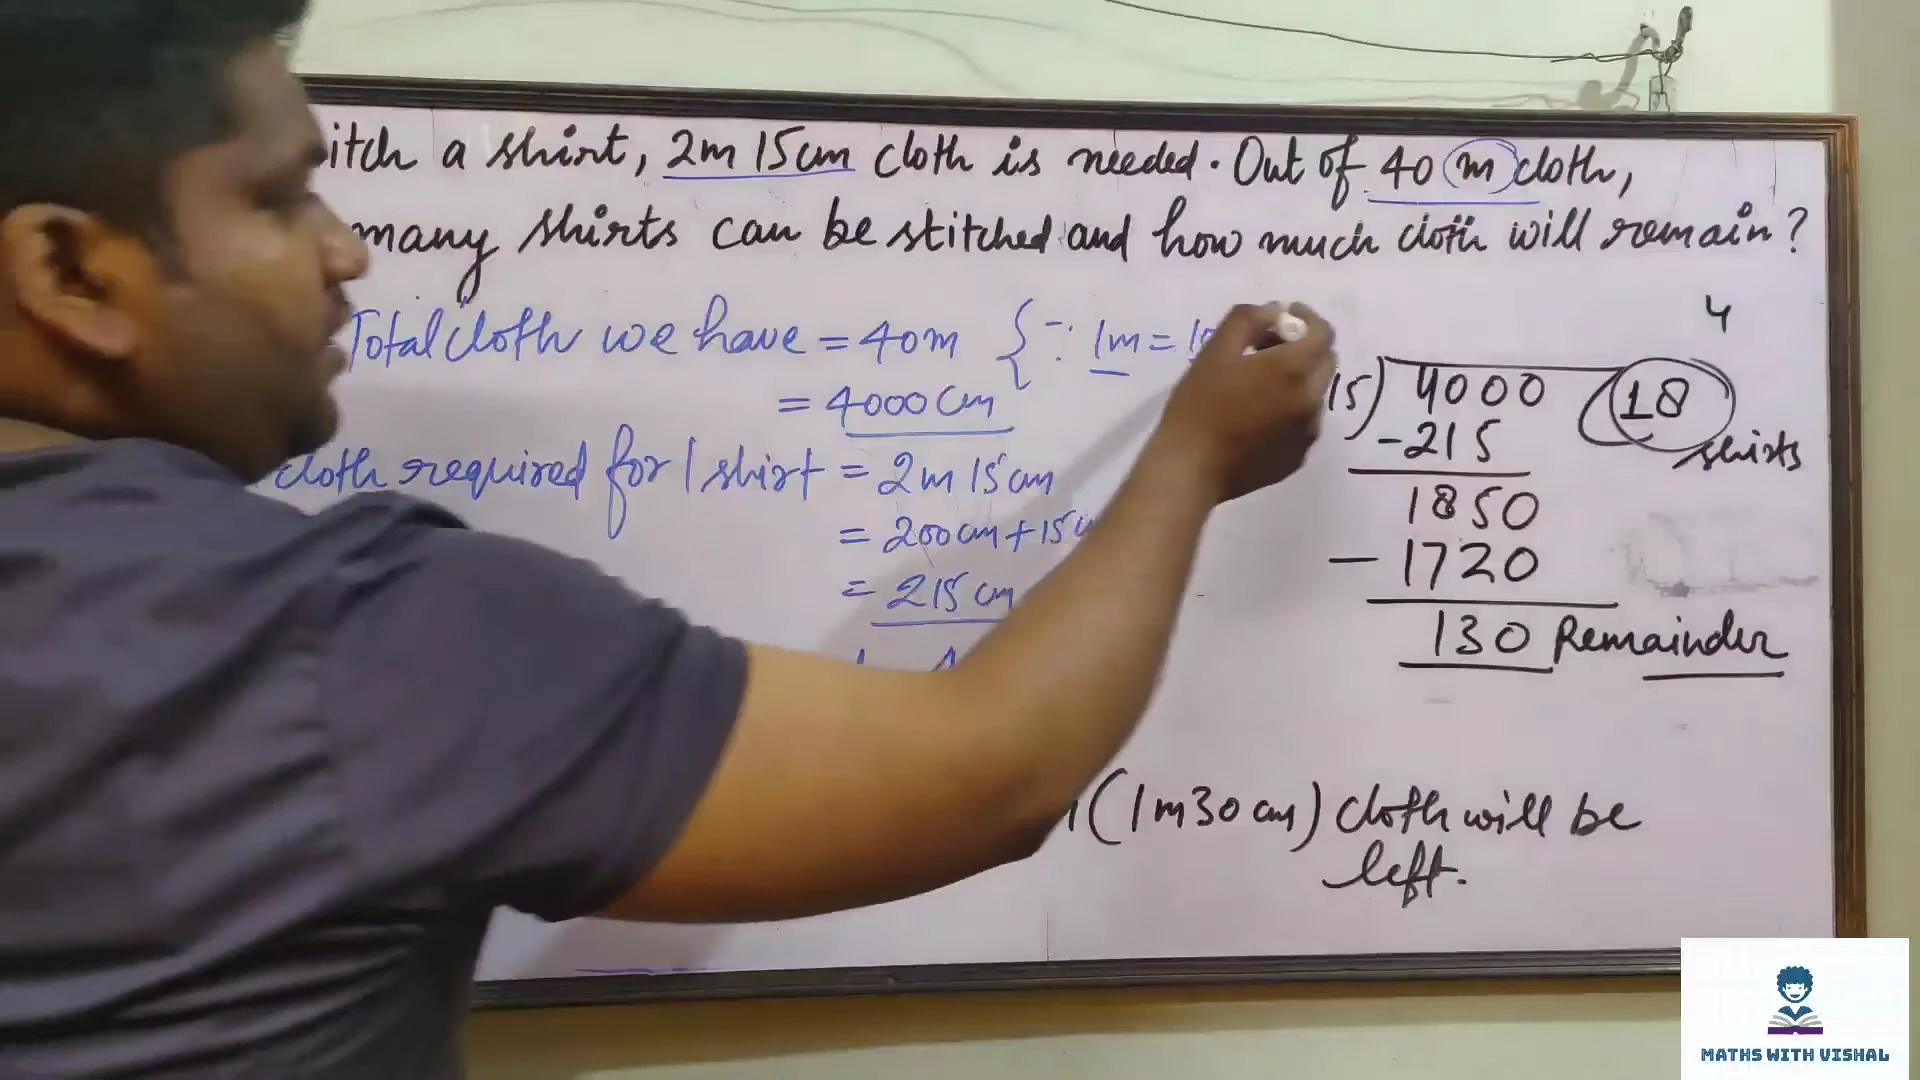 itch a shirt, 2m 15cm cloth is needed. Out of 40 m cloth,
many shirts can be stitched and how much cloth will remain?
Total cloth we have = 40m { ∵ 1m =
= 4000 cm
cloth required for 1 shirt = 2m 15cm
= 200cm + 15
= 215 cm
4
15) 4000 (18
shirts
-215
1850
- 1720
130 Remainder
(1m30 cm) cloth will be
left.
MATHS WITH VISHAL